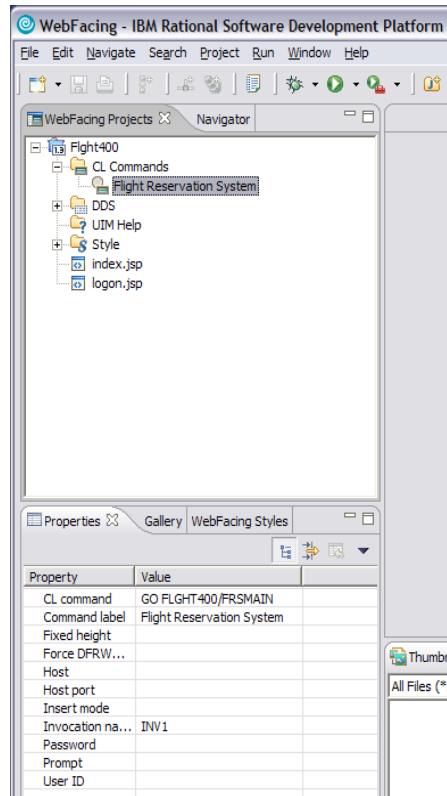 WebFacing - IBM Rational Software Development Platform
File Edit Navigate Search Project Run Window Help
WebFacing Projects Navigator
Flght400
CL Commands
Flight Reservation System
DDS
UIM Help
Style
index.jsp
logon.jsp
Properties Gallery WebFacing Styles
Property Value
CL command GO FLGHT400/FRSMAIN
Command label Flight Reservation System
Fixed height
Force DFRW...
Host
Host port
Insert mode
Invocation na... INV1
Password
Prompt
User ID
Thumbn
All Files (*